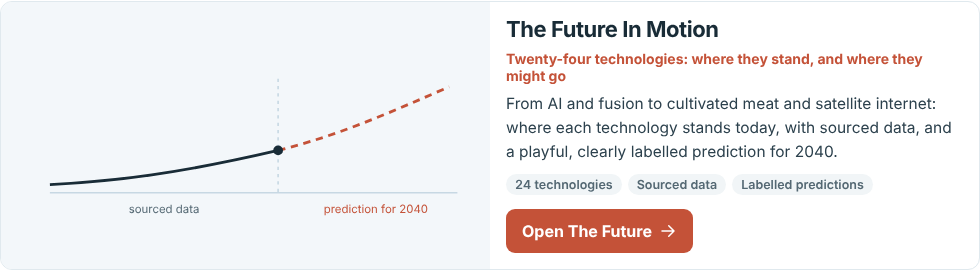 sourced data
prediction for 2040
The Future In Motion
Twenty-four technologies: where they stand, and where they
might go
From AI and fusion to cultivated meat and satellite internet:
where each technology stands today, with sourced data, and
a playful, clearly labelled prediction for 2040.
24 technologies
Sourced data
Labelled predictions
Open The Future →